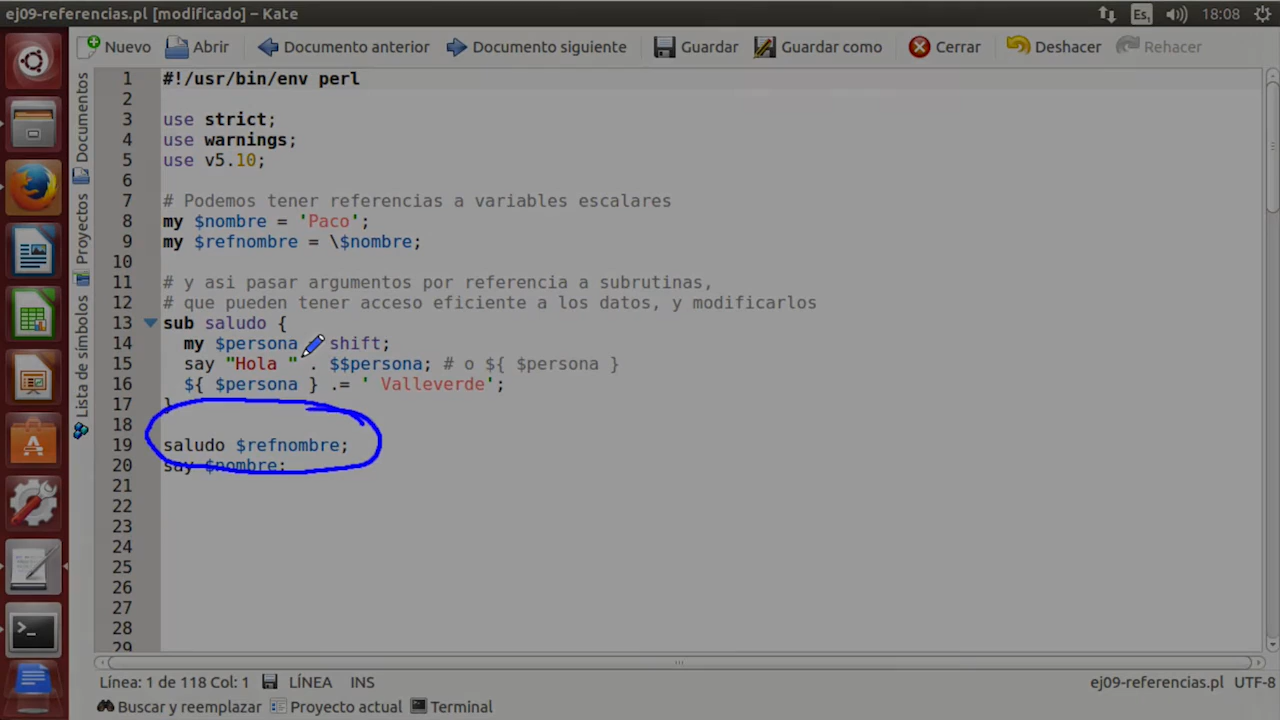 ej09-referencias.pl [modificado] – Kate
Es
18:08
Nuevo Abrir Documento anterior Documento siguiente Guardar Guardar como Cerrar Deshacer Rehacer
Documentos
Proyectos
Lista de símbolos
1 #!/usr/bin/env perl
2
3 use strict;
4 use warnings;
5 use v5.10;
6
7 # Podemos tener referencias a variables escalares
8 my $nombre = 'Paco';
9 my $refnombre = \$nombre;
10
11 # y asi pasar argumentos por referencia a subrutinas,
12 # que pueden tener acceso eficiente a los datos, y modificarlos
13 sub saludo {
14 my $persona shift;
15 say "Hola " . $$persona; # o ${ $persona }
16 ${ $persona } .= ' Valleverde';
17 }
18
19 saludo $refnombre;
20 say $nombre;
21
22
23
24
25
26
27
28
29
Línea: 1 de 118 Col: 1 LÍNEA INS ej09-referencias.pl UTF-8
Buscar y reemplazar Proyecto actual Terminal